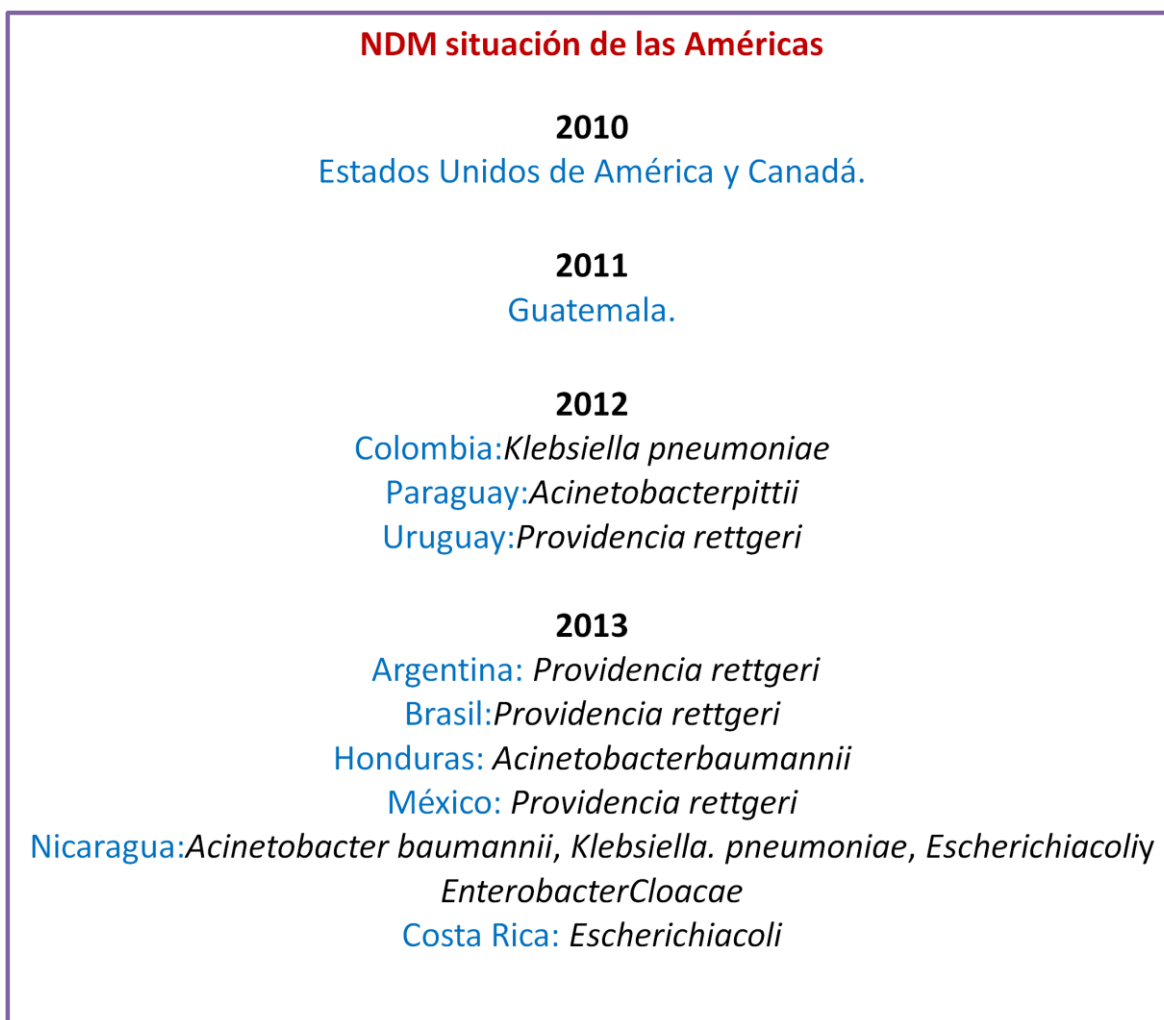 NDM situación de las Américas
2010
Estados Unidos de América y Canadá.
2011
Guatemala.
2012
Colombia:Klebsiella pneumoniae
Paraguay:Acinetobacterpittii
Uruguay:Providencia rettgeri
2013
Argentina: Providencia rettgeri
Brasil:Providencia rettgeri
Honduras: Acinetobacterbaumannii
México: Providencia rettgeri
Nicaragua:Acinetobacter baumannii, Klebsiella. pneumoniae, Escherichiacoliy
EnterobacterCloacae
Costa Rica: Escherichiacoli